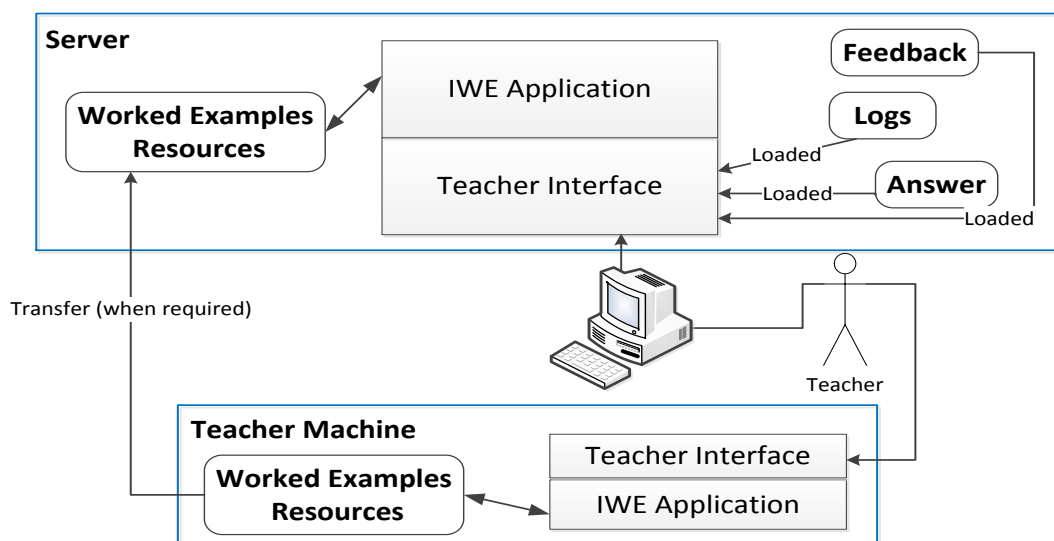 Server
Feedback
IWE Application
Worked Examples
Resources
Logs
Loaded
Teacher Interface
Loaded
Answer
Loaded
Transfer (when required)
Teacher
Teacher Machine
Teacher Interface
Worked Examples
Resources
IWE Application